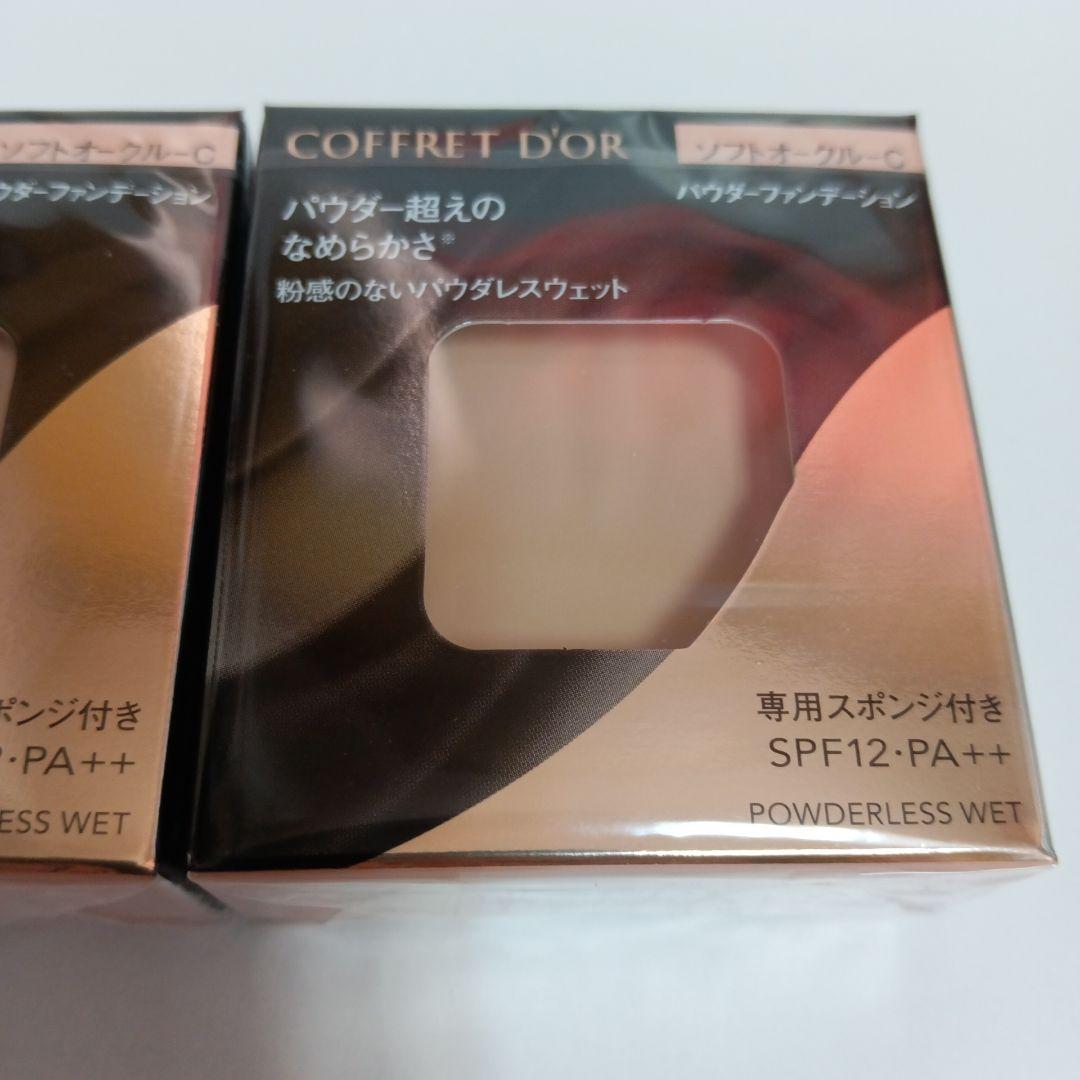 ソフトオークルーC
ウダーファンデーション
ポンジ付き
・PA++
ESS WET
COFFRET D'OR
ソフトオークルーC
パウダーファンデーション
パウダー超えの
なめらかさ※
粉感のないパウダレスウェット
専用スポンジ付き
SPF12・PA++
POWDERLESS WET